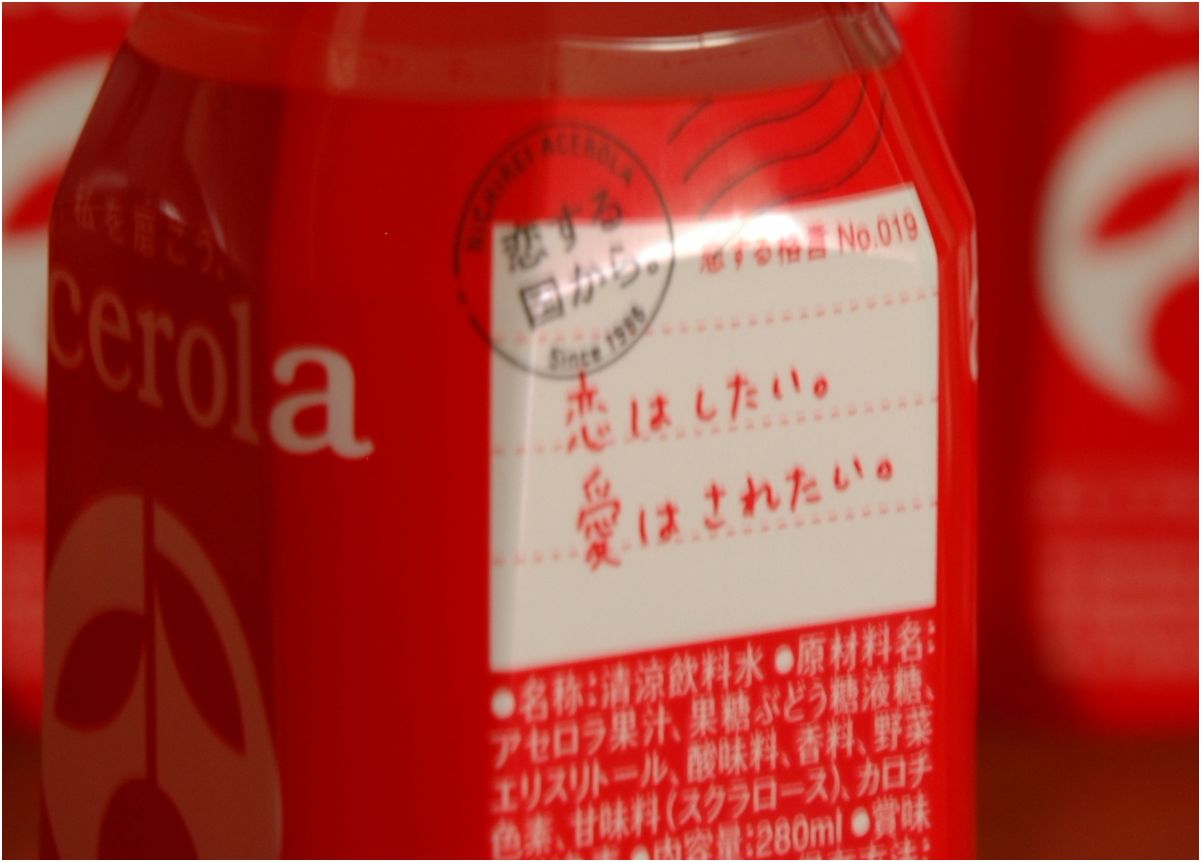 私を磨こう。
cerola
NICHIREI ACEROLA
恋する
国から。
Since 1986
恋する格言 No.019
恋はしたい。
愛はされたい。
●名称:清涼飲料水 ●原材料名:
アセロラ果汁、果糖ぶどう糖液糖、
エリスリトール、酸味料、香料、野菜
色素、甘味料(スクラロース)、カロチ
●内容量:280ml ●賞味
保存方法: